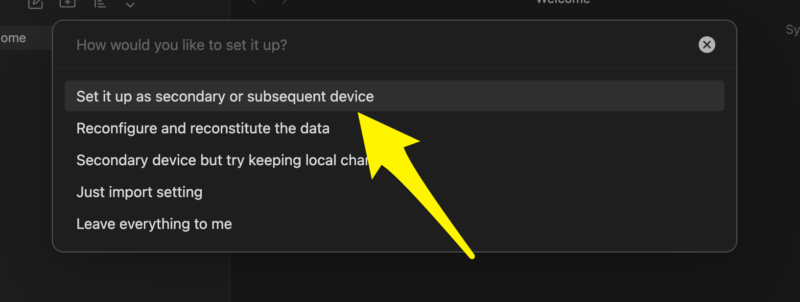 Welcome
ome
Sy
How would you like to set it up?
Set it up as secondary or subsequent device
Reconfigure and reconstitute the data
Secondary device but try keeping local cha
Just import setting
Leave everything to me